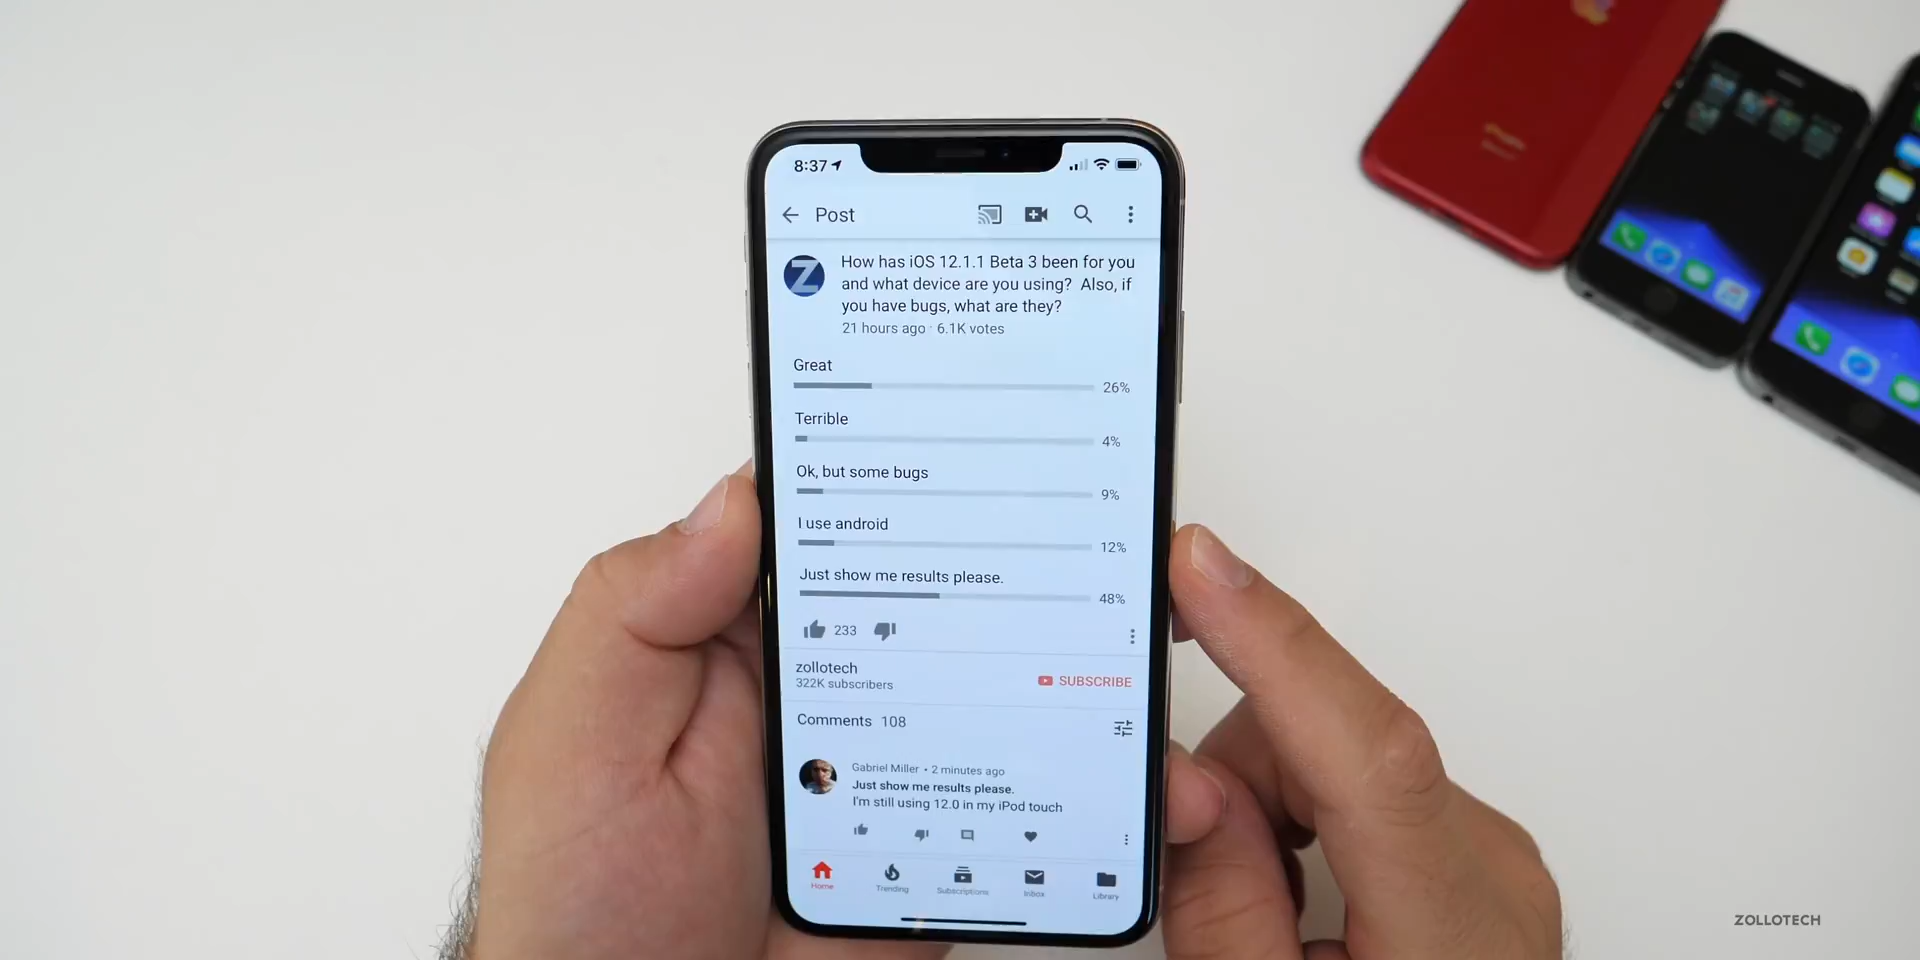 8:37
Post
How has iOS 12.1.1 Beta 3 been for you
and what device are you using?  Also, if
you have bugs, what are they?
21 hours ago · 6.1K votes
Great
26%
Terrible
4%
Ok, but some bugs
9%
I use android
12%
Just show me results please.
48%
233
zollotech
322K subscribers
SUBSCRIBE
Comments 108
Gabriel Miller • 2 minutes ago
Just show me results please.
I'm still using 12.0 in my iPod touch
Home
Trending
Subscriptions
Inbox
Library
ZOLLOTECH